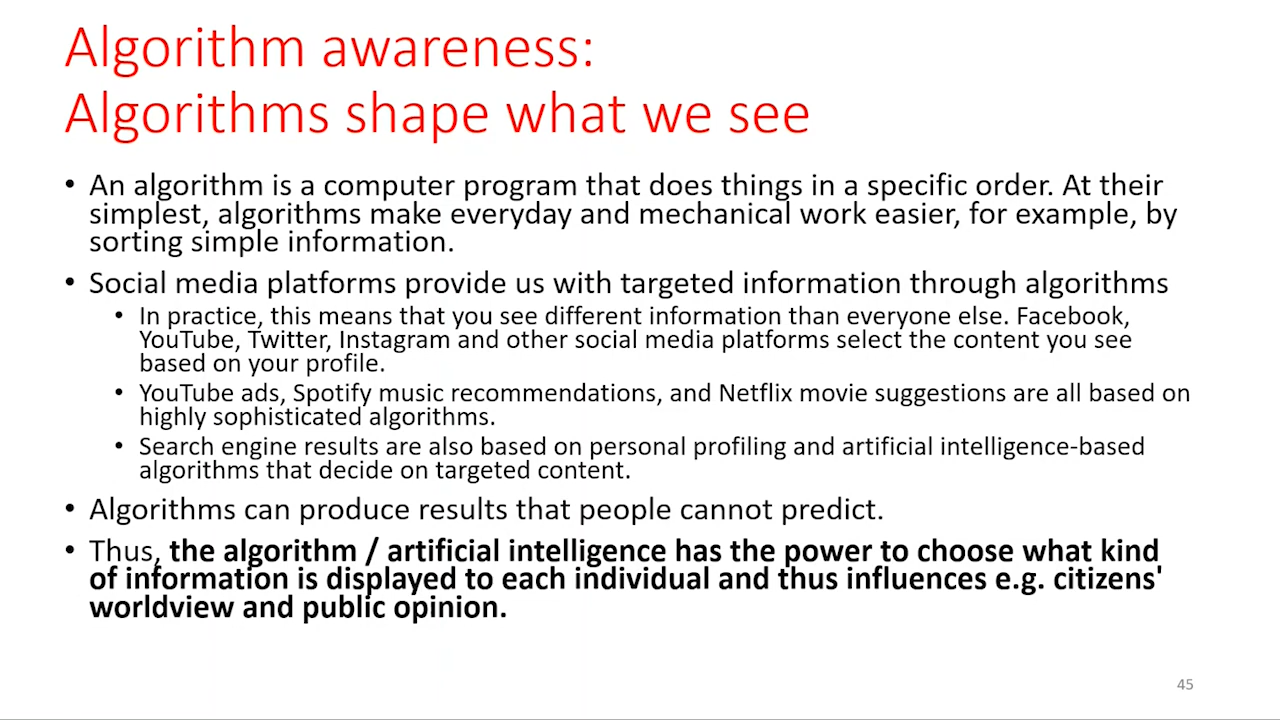 Algorithm awareness:
Algorithms shape what we see
• An algorithm is a computer program that does things in a specific order. At their
simplest, algorithms make everyday and mechanical work easier, for example, by
sorting simple information.
• Social media platforms provide us with targeted information through algorithms
• In practice, this means that you see different information than everyone else. Facebook,
YouTube, Twitter, Instagram and other social media platforms select the content you see
based on your profile.
• YouTube ads, Spotify music recommendations, and Netflix movie suggestions are all based on
highly sophisticated algorithms.
• Search engine results are also based on personal profiling and artificial intelligence-based
algorithms that decide on targeted content.
• Algorithms can produce results that people cannot predict.
• Thus, the algorithm / artificial intelligence has the power to choose what kind
of information is displayed to each individual and thus influences e.g. citizens'
worldview and public opinion.
45